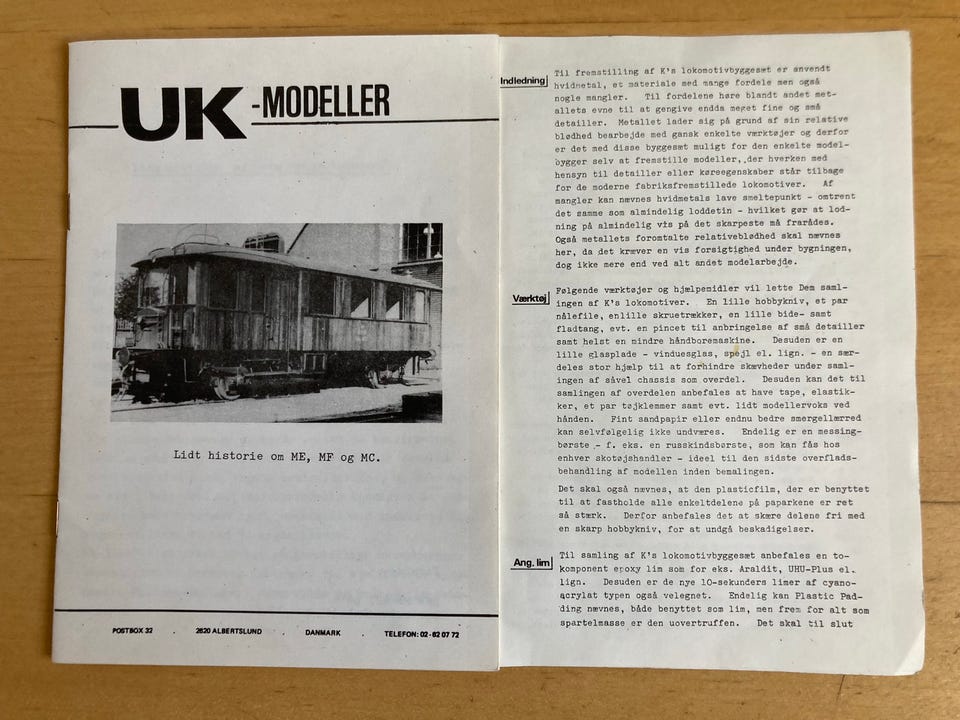 UK-MODELLER
Lidt historie om ME, MF og MC.
POSTBOX 32 . 2620 ALBERTSLUND . DANMARK . TELEFON: 02-62 07 72
Indledning
Til fremstilling af K's lokomotivbyggesæt er anvendt
hvidmetal, et materiale med mange fordele men også
nogle mangler. Til fordelene høre blandt andet met-
allets evne til at gengive endda meget fine og små
detailler. Metallet lader sig på grund af sin relative
blødhed bearbejde med gansk enkelte værktøjer og derfor
er det med disse byggesæt muligt for den enkelte model-
bygger selv at fremstille modeller, der hverken med
hensyn til detailler eller køreegenskaber står tilbage
for de moderne fabriksfremstillede lokomotiver. Af
mangler kan nævnes hvidmetals lave smeltepunkt - omtrent
det samme som almindelig loddetin - hvilket gør at lod-
ning på almindelig vis på det skarpeste må frarådes.
Også metallets foromtalte relativeblødhed skal nævnes
her, da det kræver en vis forsigtighed under bygningen,
dog ikke mere end ved alt andet modelarbejde.
Værktøj
Følgende værktøjer og hjælpemidler vil lette Dem saml-
ingen af K's lokomotiver. En lille hobbykniv, et par
nålefile, enlille skruetrækker, en lille bide- samt
fladtang, evt. en pincet til anbringelse af små detailler
samt helst en mindre håndboremaskine. Desuden er en
lille glasplade - vinduesglas, spejl el. lign. - en sær-
deles stor hjælp til at forhindre skævheder under saml-
ingen af såvel chassis som overdel. Desuden kan det til
samlingen af overdelen anbefales at have tape, elastik-
ker, et par tøjklemmer samt evt. lidt modellervoks ved
hånden. Fint sandpapir eller endnu bedre smergellærred
kan selvfølgelig ikke undværes. Endelig er en messing-
børste - f. eks. en russkindsbørste, som kan fås hos
enhver skotøjshandler - ideel til den sidste overflads-
behandling af modellen inden bemalingen.
Det skal også nævnes, at den plasticfilm, der er benyttet
til at fastholde alle enkeltdelene på paparkene er ret
så stærk. Derfor anbefales det at skære delene fri med
en skarp hobbykniv, for at undgå beskadigelser.
Ang. lim
Til samling af K's lokomotivbyggesæt anbefales en to-
komponent epoxy lim som for eks. Araldit, UHU-Plus el.
lign. Desuden er de nye 10-sekunders limer af cyano-
acrylat typen også velegnet. Endelig kan Plastic Pad-
ding nævnes, både benyttet som lim, men frem for alt som
spartelmasse er den uovertruffen. Det skal til slut